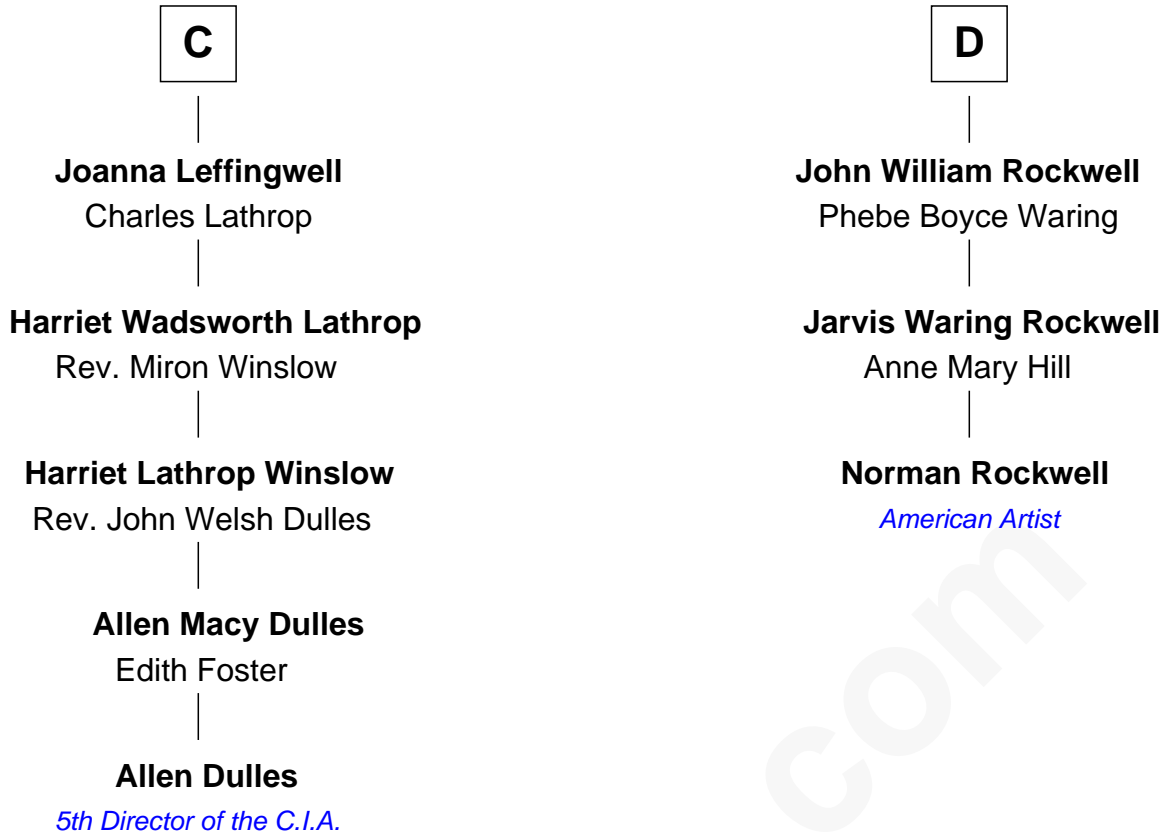 C
Joanna Leffingwell
Charles Lathrop
Harriet Wadsworth Lathrop
Rev. Miron Winslow
Harriet Lathrop Winslow
Rev. John Welsh Dulles
Allen Macy Dulles
Edith Foster
Allen Dulles
5th Director of the C.I.A.
D
John William Rockwell
Phebe Boyce Waring
Jarvis Waring Rockwell
Anne Mary Hill
Norman Rockwell
American Artist
com